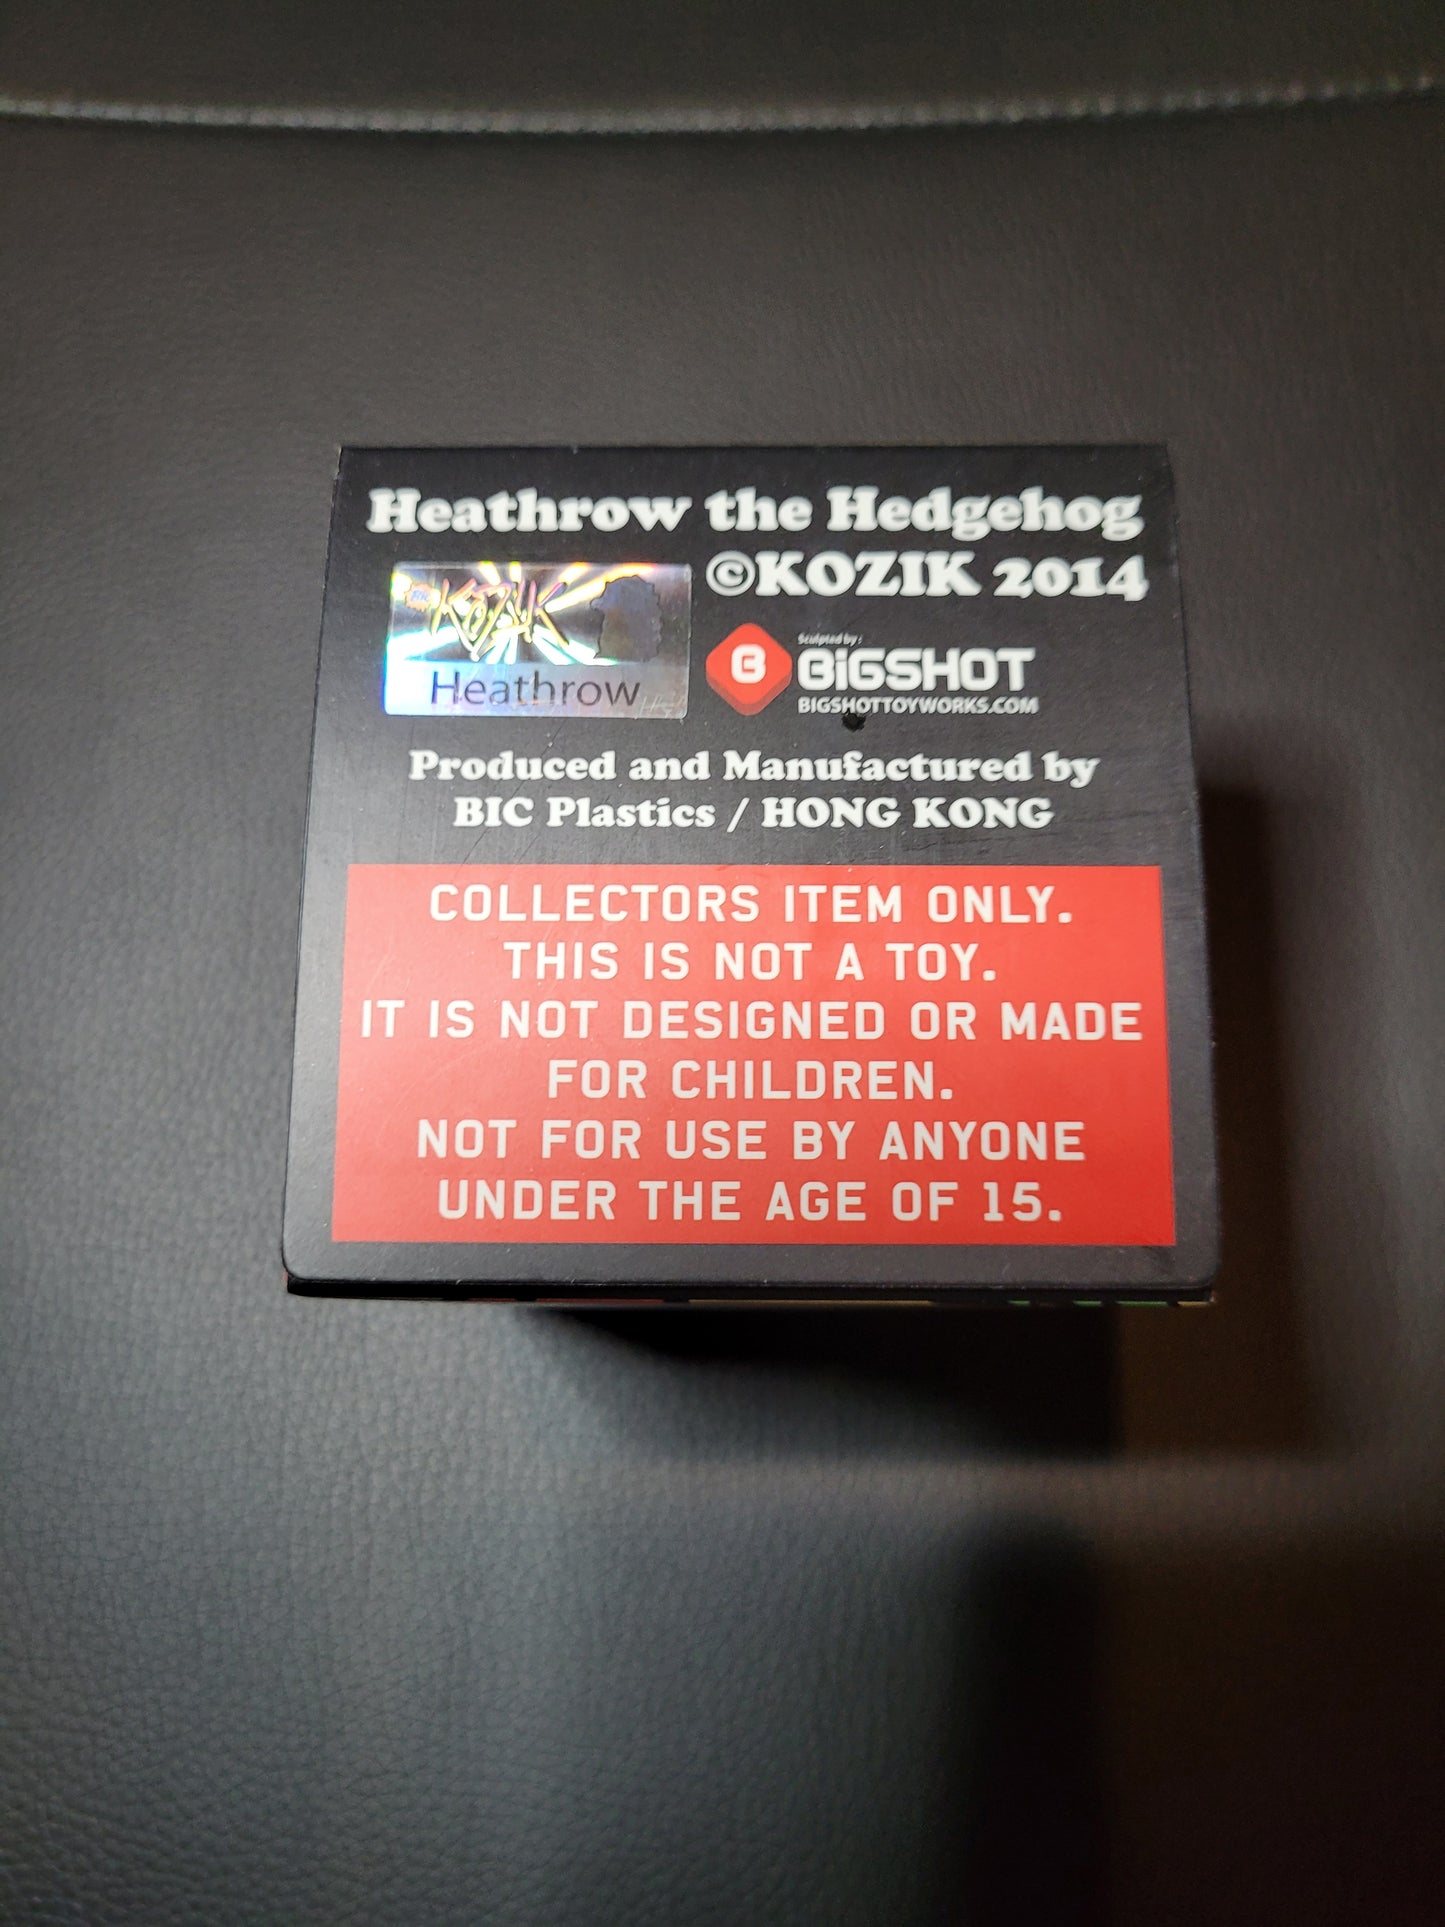 Heathrow the Hedgehog
©KOZIK 2014
KOZIK
Heathrow
Sculpted by:
BiGSHOT
BIGSHOTTOYWORKS.COM
Produced and Manufactured by
BIC Plastics / HONG KONG
COLLECTORS ITEM ONLY.
THIS IS NOT A TOY.
IT IS NOT DESIGNED OR MADE
FOR CHILDREN.
NOT FOR USE BY ANYONE
UNDER THE AGE OF 15.